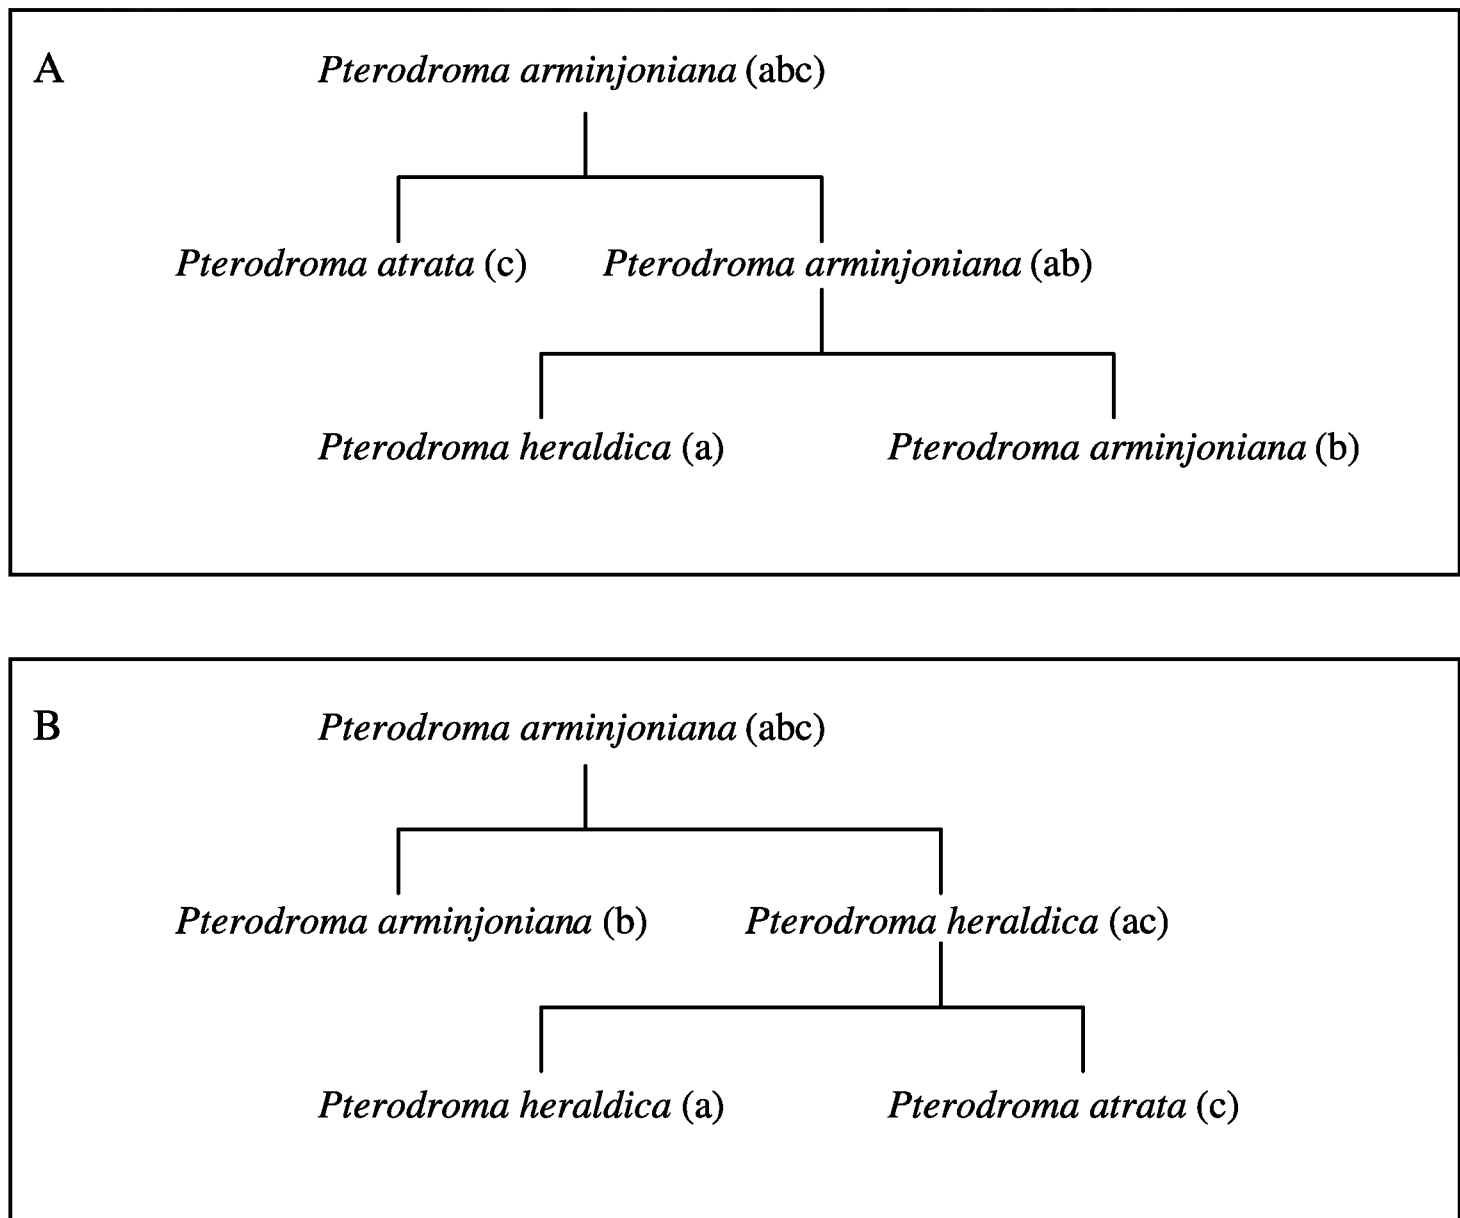 A
Pterodroma arminjoniana (abc)
Pterodroma atrata (c) Pterodroma arminjoniana (ab)
Pterodroma heraldica (a) Pterodroma arminjoniana (b)
B
Pterodroma arminjoniana (abc)
Pterodroma arminjoniana (b) Pterodroma heraldica (ac)
Pterodroma heraldica (a) Pterodroma atrata (c)